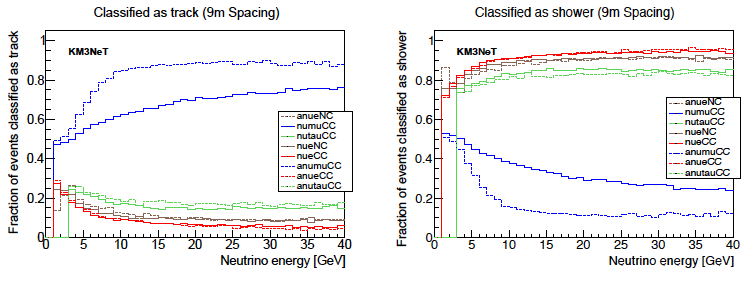 Classified as track (9m Spacing)
Fraction of events classified as track
1
0.8
0.6
0.4
0.2
0
KM3NeT
anueNC
numuCC
nutauCC
nueNC
nueCC
anumuCC
anueCC
anutauCC
0 5 10 15 20 25 30 35 40
Neutrino energy [GeV]
Classified as shower (9m Spacing)
Fraction of events classified as shower
1
0.8
0.6
0.4
0.2
0
KM3NeT
anueNC
numuCC
nutauCC
nueNC
nueCC
anumuCC
anueCC
anutauCC
0 5 10 15 20 25 30 35 40
Neutrino energy [GeV]